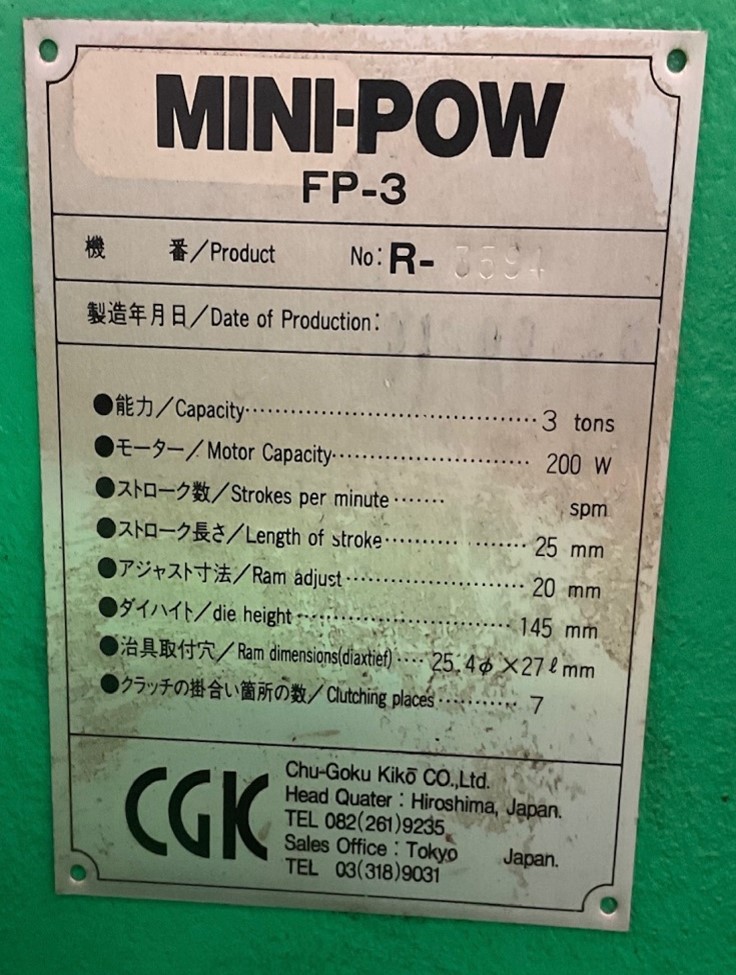 MINI-POW
FP-3
機 番/Product No: R-
製造年月日/Date of Production:
●能力/Capacity 3 tons
●モーター/Motor Capacity 200 W
●ストローク数/Strokes per minute spm
●ストローク長さ/Length of stroke 25 mm
●アジャスト寸法/Ram adjust 20 mm
●ダイハイト/die height 145 mm
●治具取付穴/Ram dimensions(diaxtief) 25.4φ×27ℓmm
●クラッチの掛合い箇所の数/Clutching places 7
CGK
Chu-Goku Kikō CO.,Ltd.
Head Quater : Hiroshima, Japan.
TEL 082(261)9235
Sales Office : Tokyo Japan.
TEL 03(318)9031